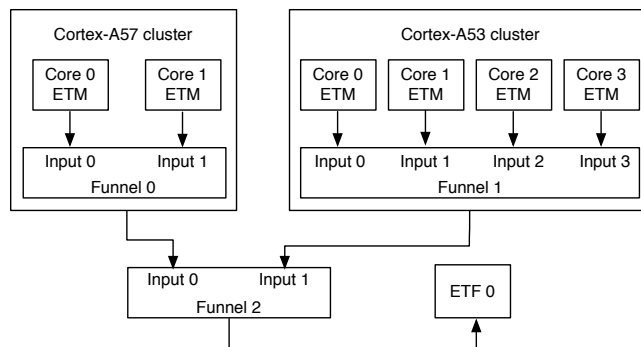 Cortex-A57 cluster
Core 0
ETM
Core 1
ETM
Input 0
Input 1
Funnel 0
Cortex-A53 cluster
Core 0
ETM
Core 1
ETM
Core 2
ETM
Core 3
ETM
Input 0
Input 1
Input 2
Input 3
Funnel 1
Input 0
Input 1
Funnel 2
ETF 0